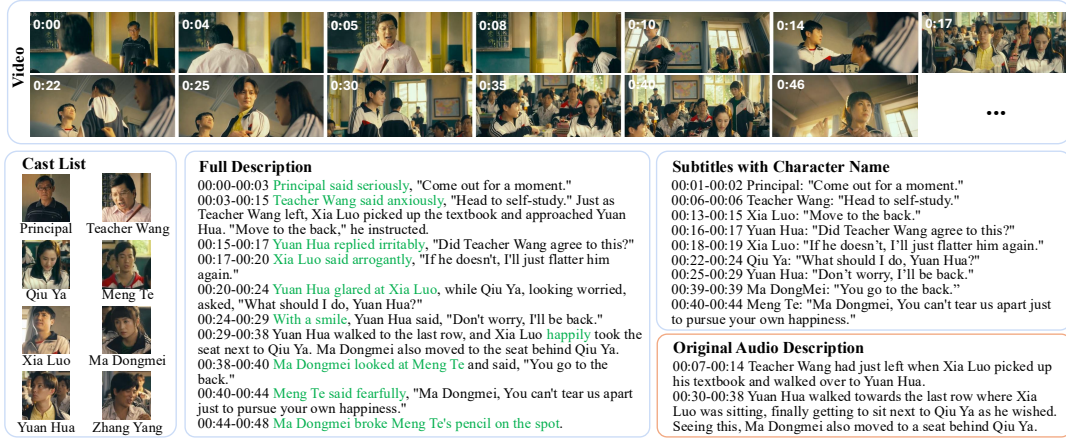 Video
0:00
0:04
0:05
0:08
0:10
0:14
0:17
0:22
0:25
0:30
0:35
0:40
0:46
...
Cast List
Principal
Teacher Wang
Qiu Ya
Meng Te
Xia Luo
Ma Dongmei
Yuan Hua
Zhang Yang
Full Description
00:00-00:03 Principal said seriously, "Come out for a moment."
00:03-00:15 Teacher Wang said anxiously, "Head to self-study." Just as
Teacher Wang left, Xia Luo picked up the textbook and approached Yuan
Hua. "Move to the back," he instructed.
00:15-00:17 Yuan Hua replied irritably, "Did Teacher Wang agree to this?"
00:17-00:20 Xia Luo said arrogantly, "If he doesn't, I'll just flatter him
again."
00:20-00:24 Yuan Hua glared at Xia Luo, while Qiu Ya, looking worried,
asked, "What should I do, Yuan Hua?"
00:24-00:29 With a smile, Yuan Hua said, "Don't worry, I'll be back."
00:29-00:38 Yuan Hua walked to the last row, and Xia Luo happily took the
seat next to Qiu Ya. Ma Dongmei also moved to the seat behind Qiu Ya.
00:38-00:40 Ma Dongmei looked at Meng Te and said, "You go to the
back."
00:40-00:44 Meng Te said fearfully, "Ma Dongmei, You can't tear us apart
just to pursue your own happiness."
00:44-00:48 Ma Dongmei broke Meng Te's pencil on the spot.
Subtitles with Character Name
00:01-00:02 Principal: "Come out for a moment."
00:06-00:06 Teacher Wang: "Head to self-study."
00:13-00:15 Xia Luo: "Move to the back."
00:16-00:17 Yuan Hua: "Did Teacher Wang agree to this?"
00:18-00:19 Xia Luo: "If he doesn't, I'll just flatter him again."
00:22-00:24 Qiu Ya: "What should I do, Yuan Hua?"
00:25-00:29 Yuan Hua: "Don't worry, I'll be back."
00:39-00:39 Ma DongMei: "You go to the back."
00:40-00:44 Meng Te: "Ma Dongmei, You can't tear us apart just
to pursue your own happiness."
Original Audio Description
00:07-00:14 Teacher Wang had just left when Xia Luo picked up
his textbook and walked over to Yuan Hua.
00:30-00:38 Yuan Hua walked towards the last row where Xia
Luo was sitting, finally getting to sit next to Qiu Ya as he wished.
Seeing this, Ma Dongmei also moved to a seat behind Qiu Ya.